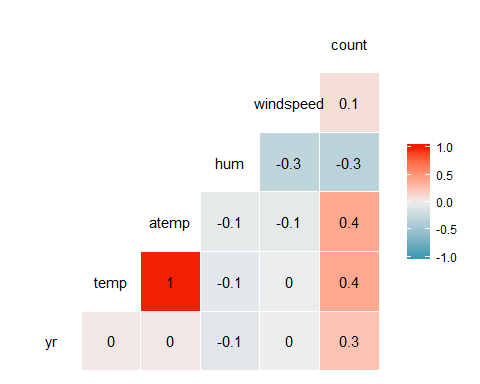 count
windspeed 0.1
hum -0.3 -0.3
atemp -0.1 -0.1 0.4
temp 1 -0.1 0 0.4
yr 0 0 -0.1 0 0.3
1.0
0.5
0.0
-0.5
-1.0